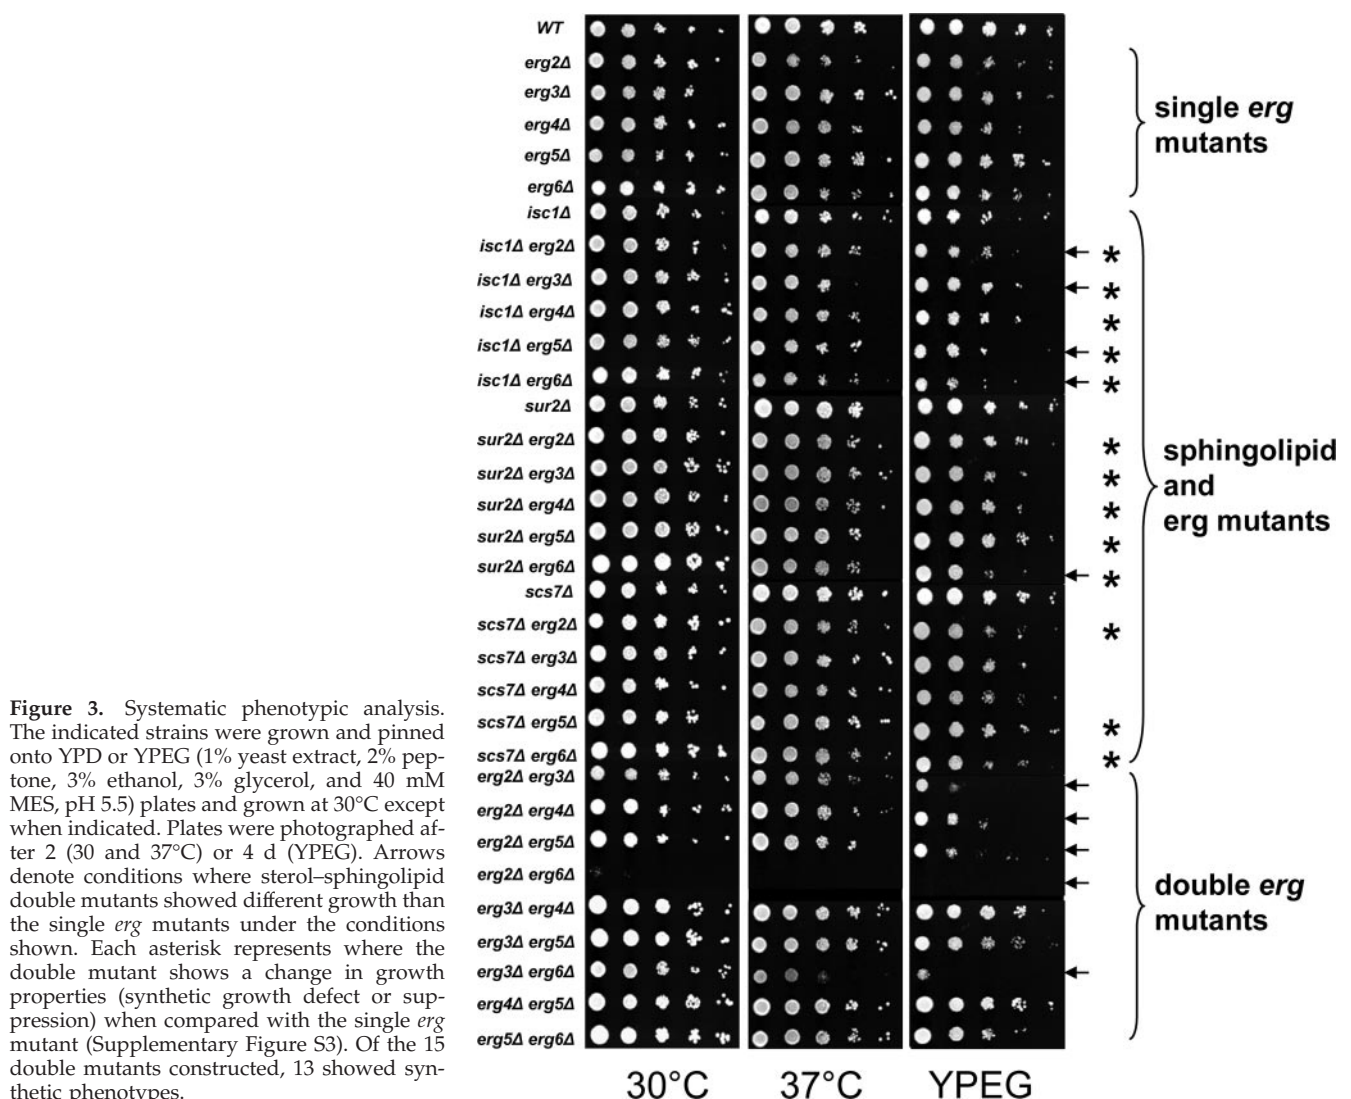 WT
erg2Δ
erg3Δ
erg4Δ
erg5Δ
erg6Δ
single erg
mutants
isc1Δ
isc1Δ erg2Δ
*
isc1Δ erg3Δ
*
isc1Δ erg4Δ
*
isc1Δ erg5Δ
*
isc1Δ erg6Δ
*
sur2Δ
sur2Δ erg2Δ
*
sur2Δ erg3Δ
*
sur2Δ erg4Δ
*
sur2Δ erg5Δ
*
sur2Δ erg6Δ
*
scs7Δ
scs7Δ erg2Δ
*
scs7Δ erg3Δ
scs7Δ erg4Δ
scs7Δ erg5Δ
*
scs7Δ erg6Δ
*
sphingolipid
and
erg mutants
erg2Δ erg3Δ
erg2Δ erg4Δ
erg2Δ erg5Δ
erg2Δ erg6Δ
erg3Δ erg4Δ
erg3Δ erg5Δ
erg3Δ erg6Δ
erg4Δ erg5Δ
erg5Δ erg6Δ
double erg
mutants
30°C
37°C
YPEG
Figure 3. Systematic phenotypic analysis.
The indicated strains were grown and pinned
onto YPD or YPEG (1% yeast extract, 2% pep-
tone, 3% ethanol, 3% glycerol, and 40 mM
MES, pH 5.5) plates and grown at 30°C except
when indicated. Plates were photographed af-
ter 2 (30 and 37°C) or 4 d (YPEG). Arrows
denote conditions where sterol–sphingolipid
double mutants showed different growth than
the single erg mutants under the conditions
shown. Each asterisk represents where the
double mutant shows a change in growth
properties (synthetic growth defect or sup-
pression) when compared with the single erg
mutant (Supplementary Figure S3). Of the 15
double mutants constructed, 13 showed syn-
thetic phenotypes.